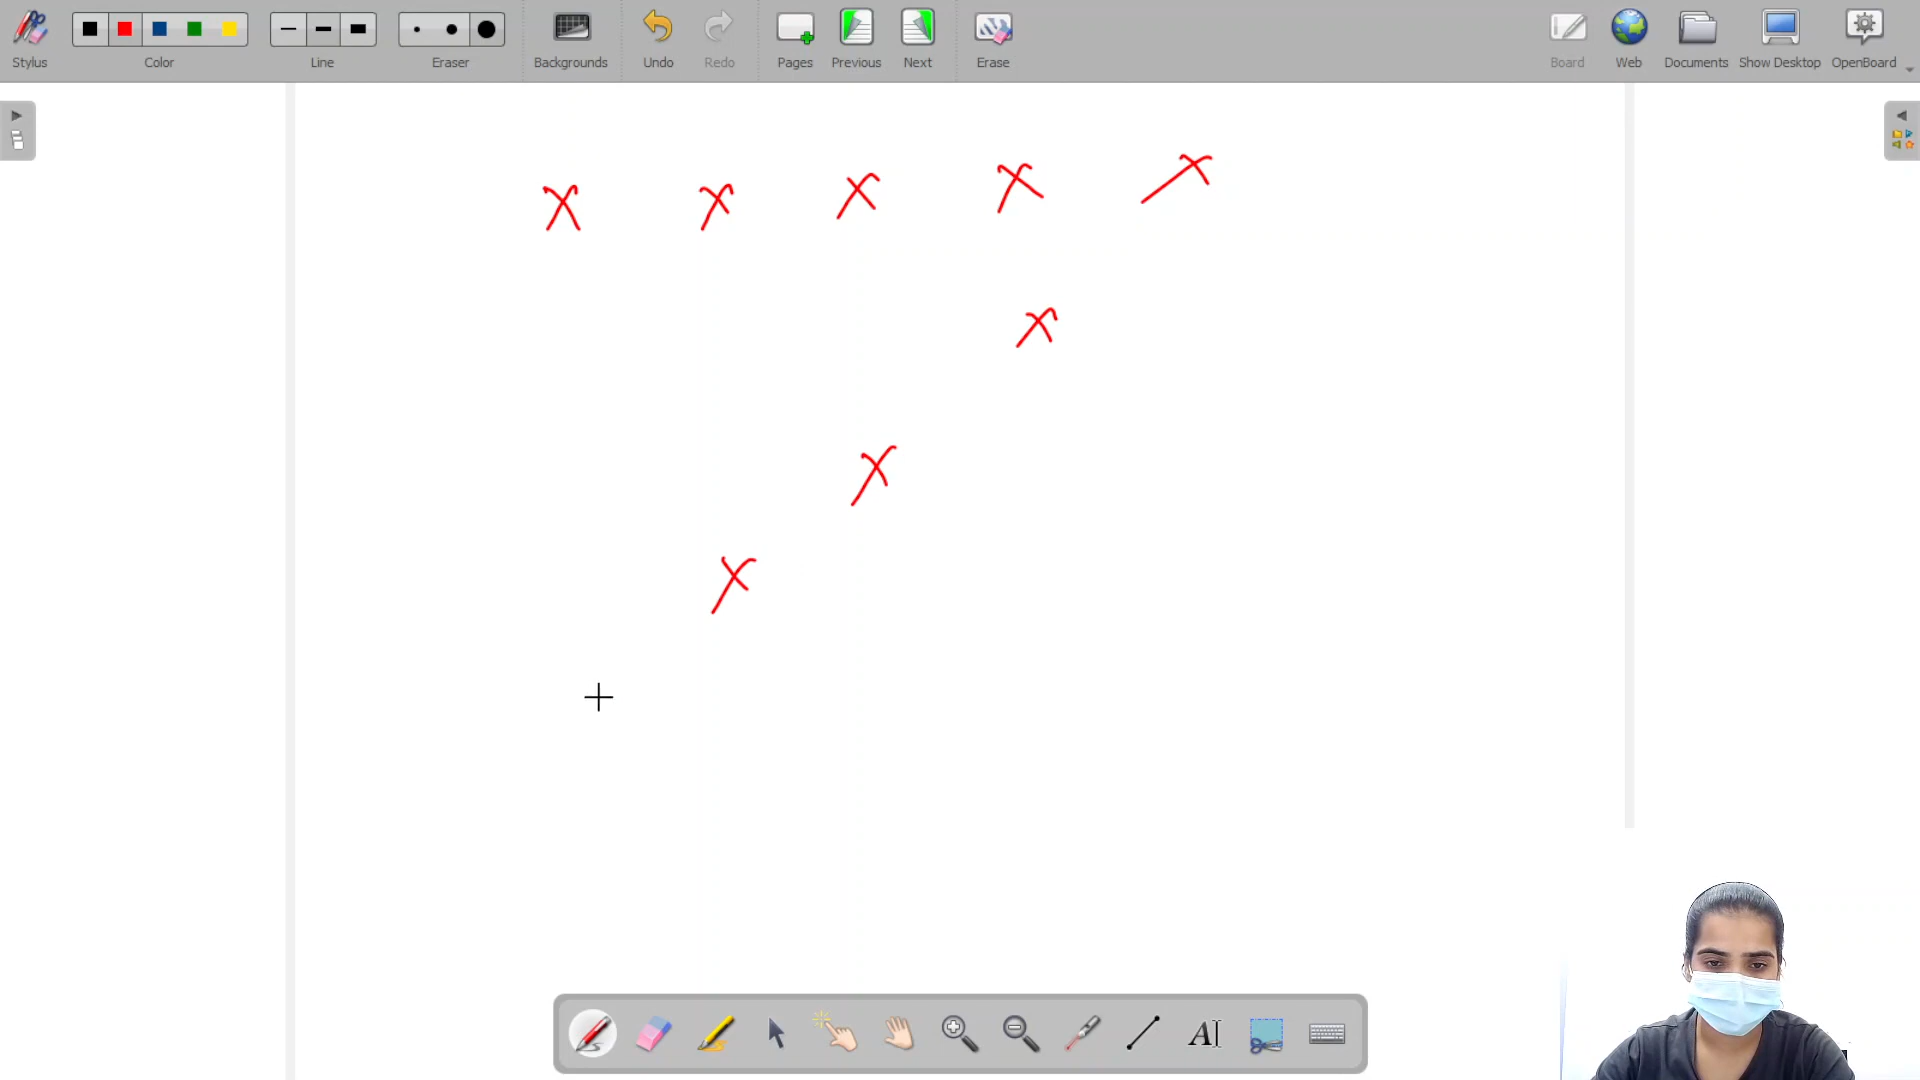 Stylus Color Line Eraser Backgrounds Undo Redo Pages Previous Next Erase Board Web Documents Show Desktop OpenBoard
x x x x x
x
x
x
A